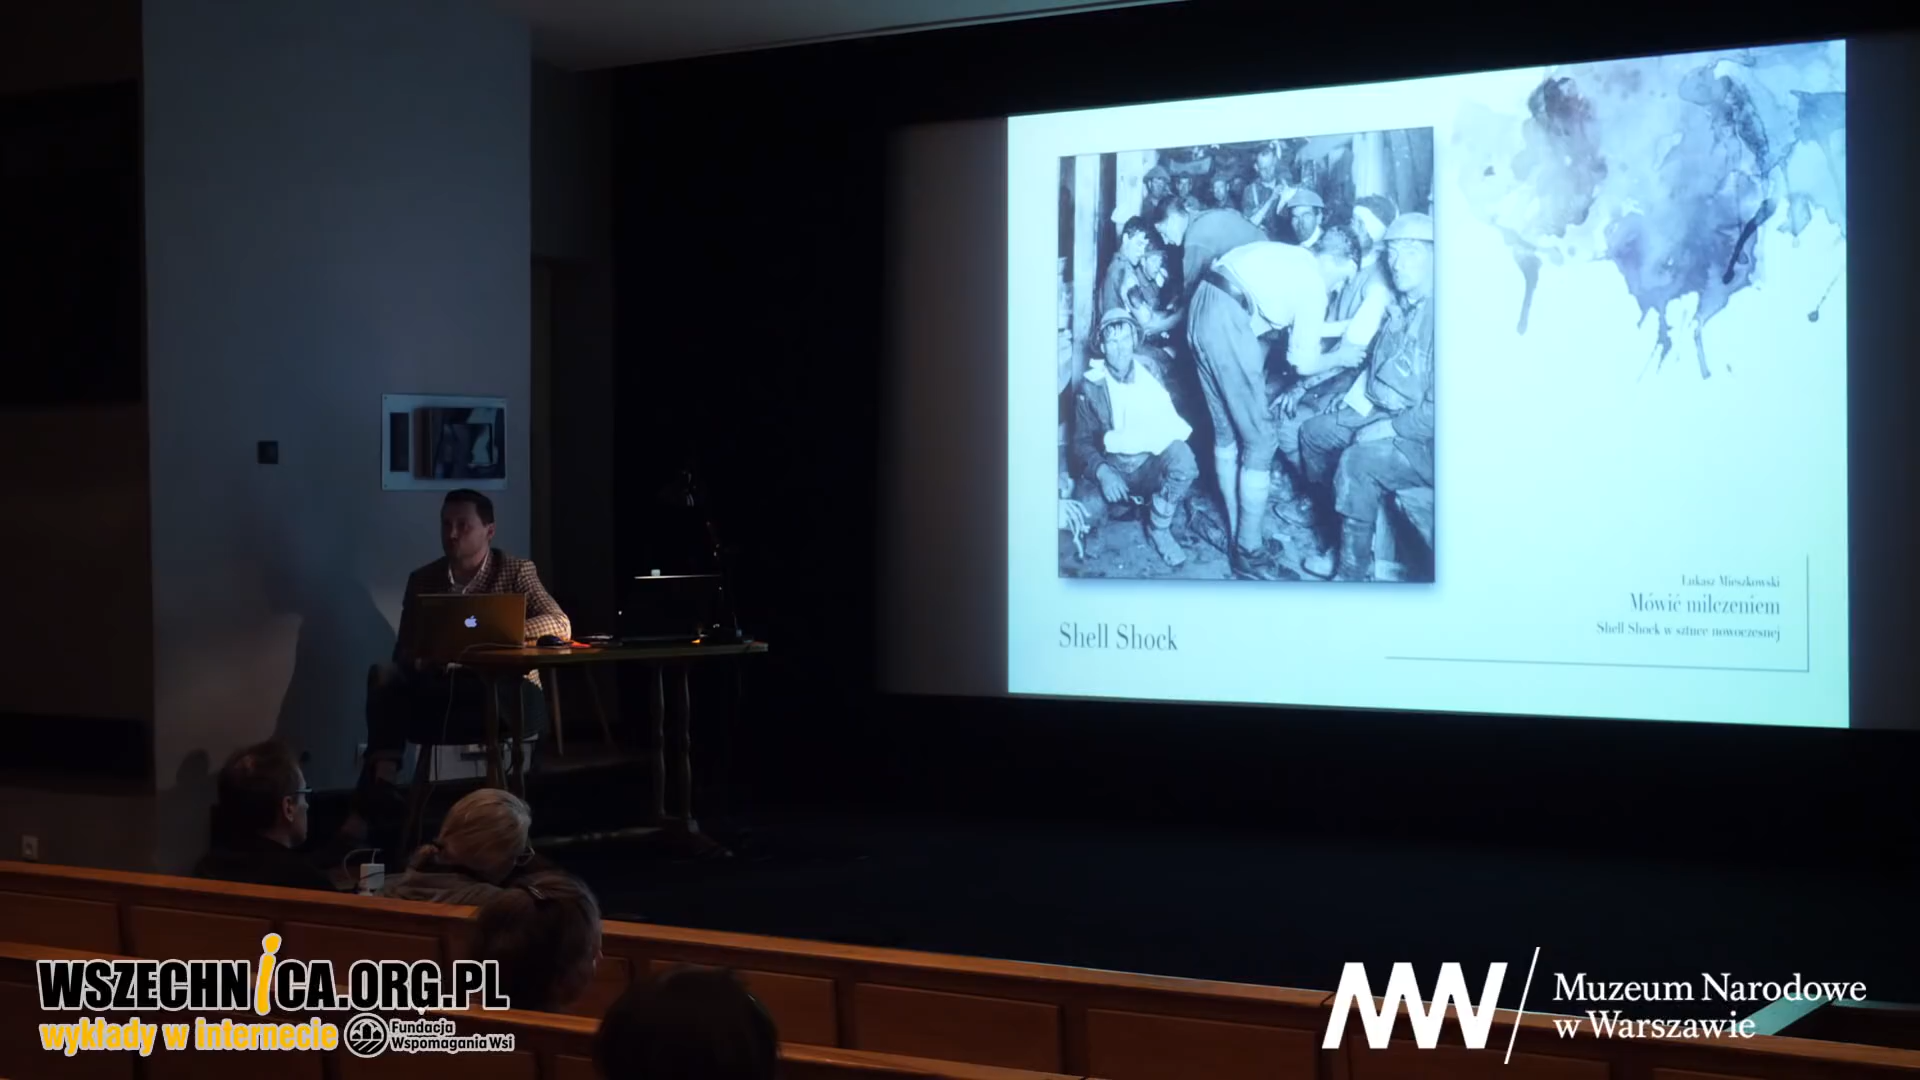 Shell Shock
Łukasz Mieszkowski
Mówić milczeniem
Shell Shock w sztuce nowoczesnej
WSZECHNICA.ORG.PL
wykłady w internecie
Fundacja
Wspomagania Wsi
MNW
Muzeum Narodowe
w Warszawie